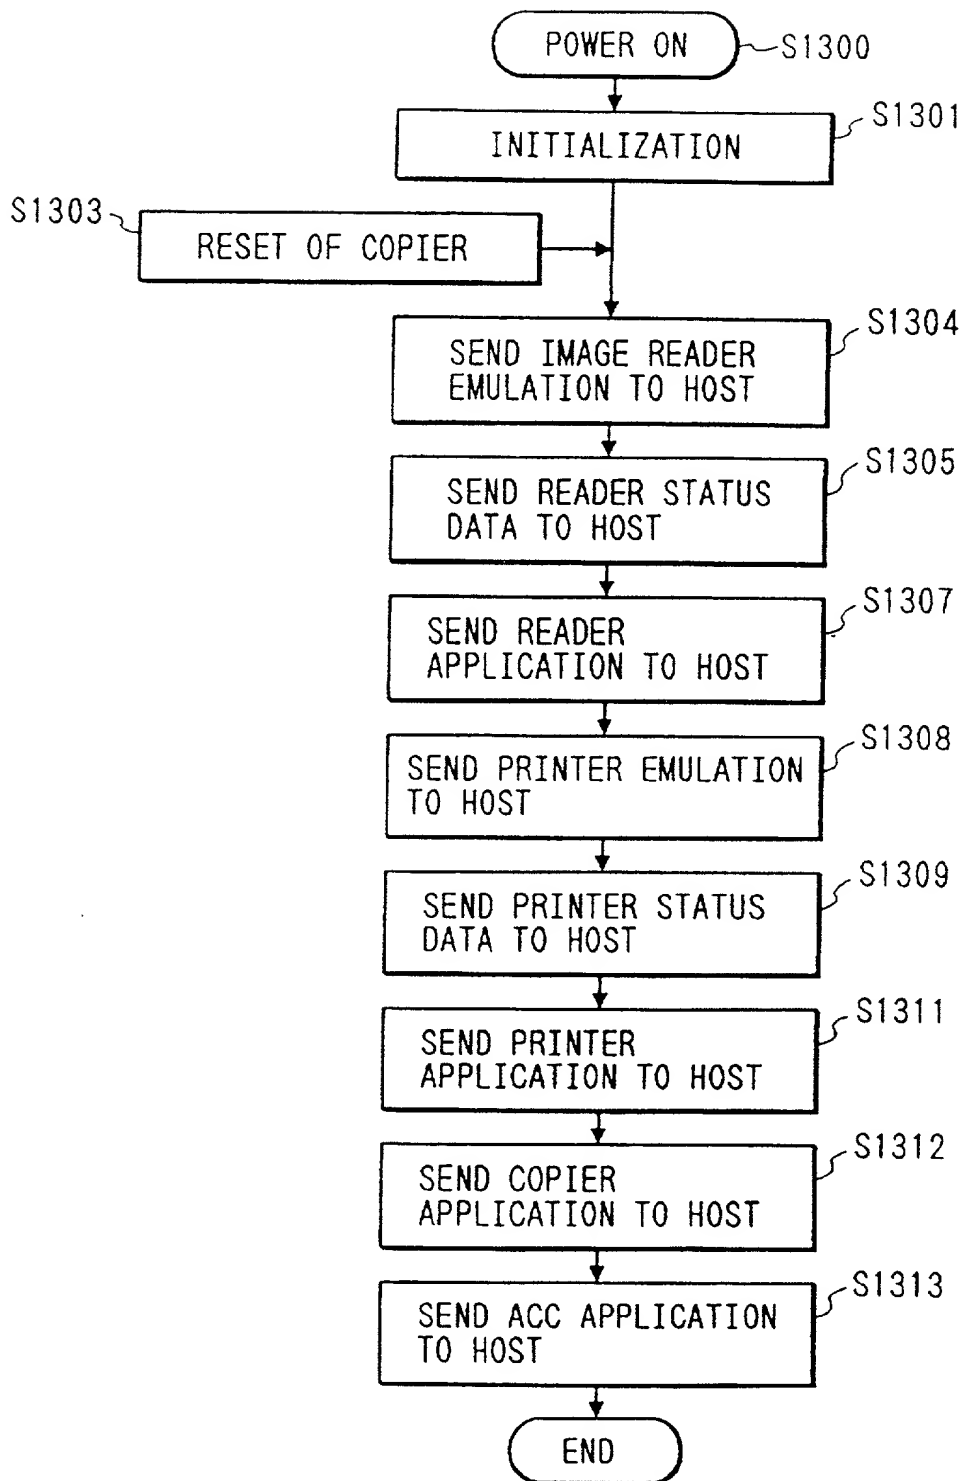 POWER ON
S1300
S1301
INITIALIZATION
S1303
RESET OF COPIER
S1304
SEND IMAGE READER
EMULATION TO HOST
S1305
SEND READER STATUS
DATA TO HOST
S1307
SEND READER
APPLICATION TO HOST
S1308
SEND PRINTER EMULATION
TO HOST
S1309
SEND PRINTER STATUS
DATA TO HOST
S1311
SEND PRINTER
APPLICATION TO HOST
S1312
SEND COPIER
APPLICATION TO HOST
S1313
SEND ACC APPLICATION
TO HOST
END